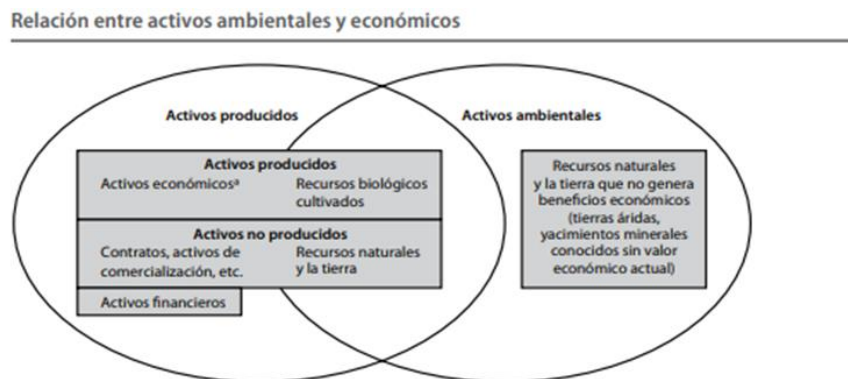 Relación entre activos ambientales y económicos
Activos producidos
Activos ambientales
Activos producidos
Activos económicosª
Recursos biológicos
cultivados
Activos no producidos
Contratos, activos de
comercialización, etc.
Recursos naturales
y la tierra
Activos financieros
Recursos naturales
y la tierra que no genera
beneficios económicos
(tierras áridas,
yacimientos minerales
conocidos sin valor
económico actual)